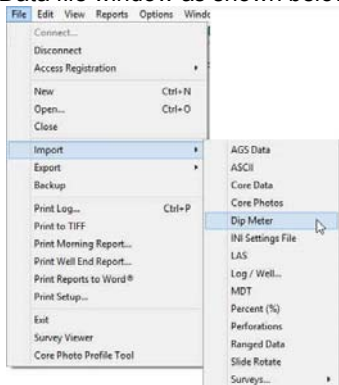 Data file window as shown below
File Edit View Reports Options Windo
Connect...
Disconnect
Access Registration
New Ctrl+N
Open... Ctrl+O
Close
Import
Export
Backup
Print Log... Ctrl+P
Print to TIFF
Print Morning Report...
Print Well End Report...
Print Reports to Word®
Print Setup...
Exit
Survey Viewer
Core Photo Profile Tool
AGS Data
ASCII
Core Data
Core Photos
Dip Meter
INI Settings File
LAS
Log / Well...
MDT
Percent (%)
Perforations
Ranged Data
Slide Rotate
Surveys...